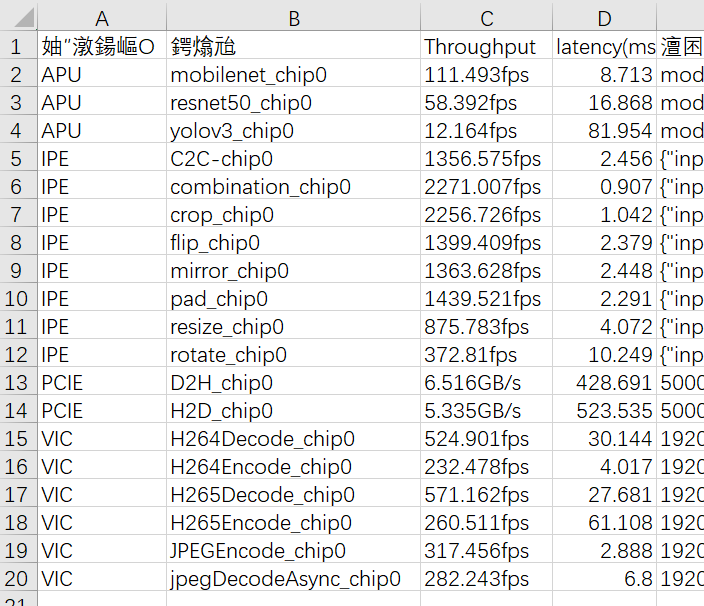 A B C D
1 妯″潡鍚嶇О 鍔熻兘 Throughput latency(ms
2 APU mobilenet_chip0 111.493fps 8.713 mod
3 APU resnet50_chip0 58.392fps 16.868 mod
4 APU yolov3_chip0 12.164fps 81.954 mod
5 IPE C2C-chip0 1356.575fps 2.456 {"inp
6 IPE combination_chip0 2271.007fps 0.907 {"inp
7 IPE crop_chip0 2256.726fps 1.042 {"inp
8 IPE flip_chip0 1399.409fps 2.379 {"inp
9 IPE mirror_chip0 1363.628fps 2.448 {"inp
10 IPE pad_chip0 1439.521fps 2.291 {"inp
11 IPE resize_chip0 875.783fps 4.072 {"inp
12 IPE rotate_chip0 372.81fps 10.249 {"inp
13 PCIE D2H_chip0 6.516GB/s 428.691 5000
14 PCIE H2D_chip0 5.335GB/s 523.535 5000
15 VIC H264Decode_chip0 524.901fps 30.144 1920
16 VIC H264Encode_chip0 232.478fps 4.017 1920
17 VIC H265Decode_chip0 571.162fps 27.681 1920
18 VIC H265Encode_chip0 260.511fps 61.108 1920
19 VIC JPEGEncode_chip0 317.456fps 2.888 1920
20 VIC jpegDecodeAsync_chip0 282.243fps 6.8 1920